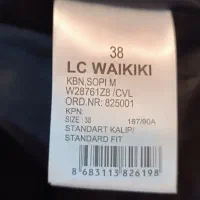 38
LC WAIKIKI
KBN,SOPI M
W28761Z8 /CVL
ORD.NR: 825001
KPN:
SIZE : 38 167/80A
STANDART KALIP/
STANDARD FIT
8 683113 826198